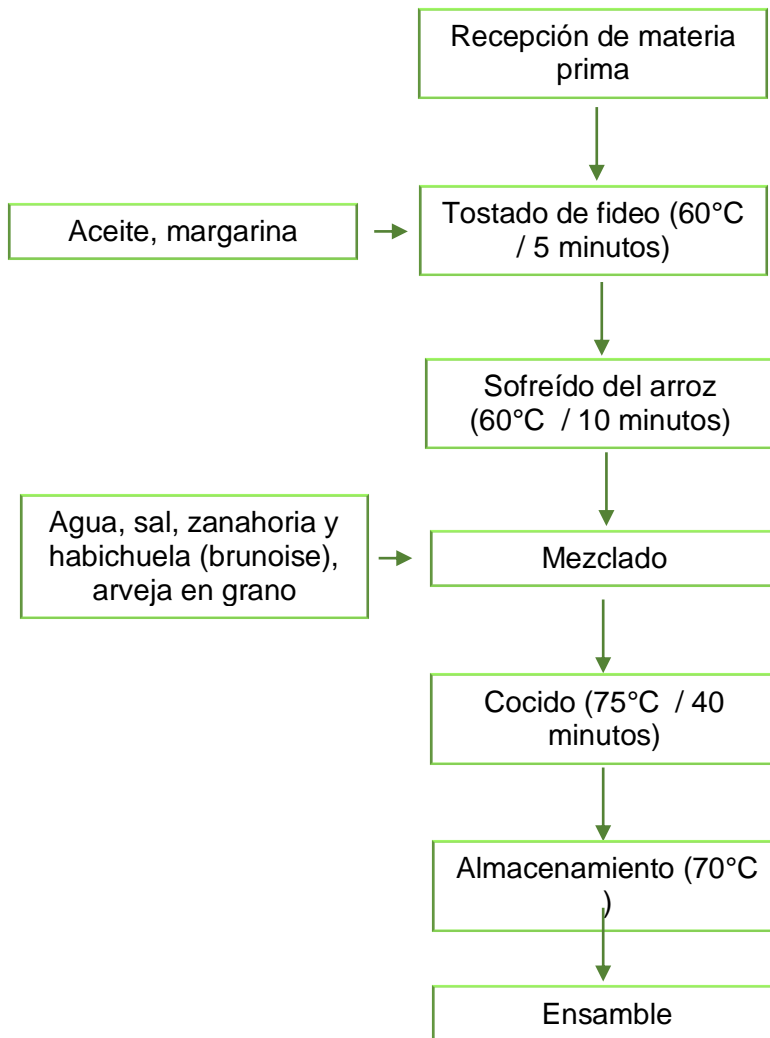 Recepción de materia
prima
Aceite, margarina
Tostado de fideo (60°C
/ 5 minutos)
Sofreído del arroz
(60°C  / 10 minutos)
Agua, sal, zanahoria y
habichuela (brunoise),
arveja en grano
Mezclado
Cocido (75°C  / 40
minutos)
Almacenamiento (70°C
)
Ensamble